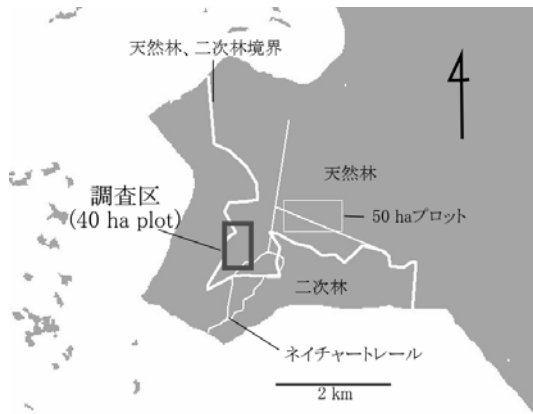 天然林、二次林境界
天然林
調査区
(40 ha plot)
50 haプロット
二次林
ネイチャートレール
2 km